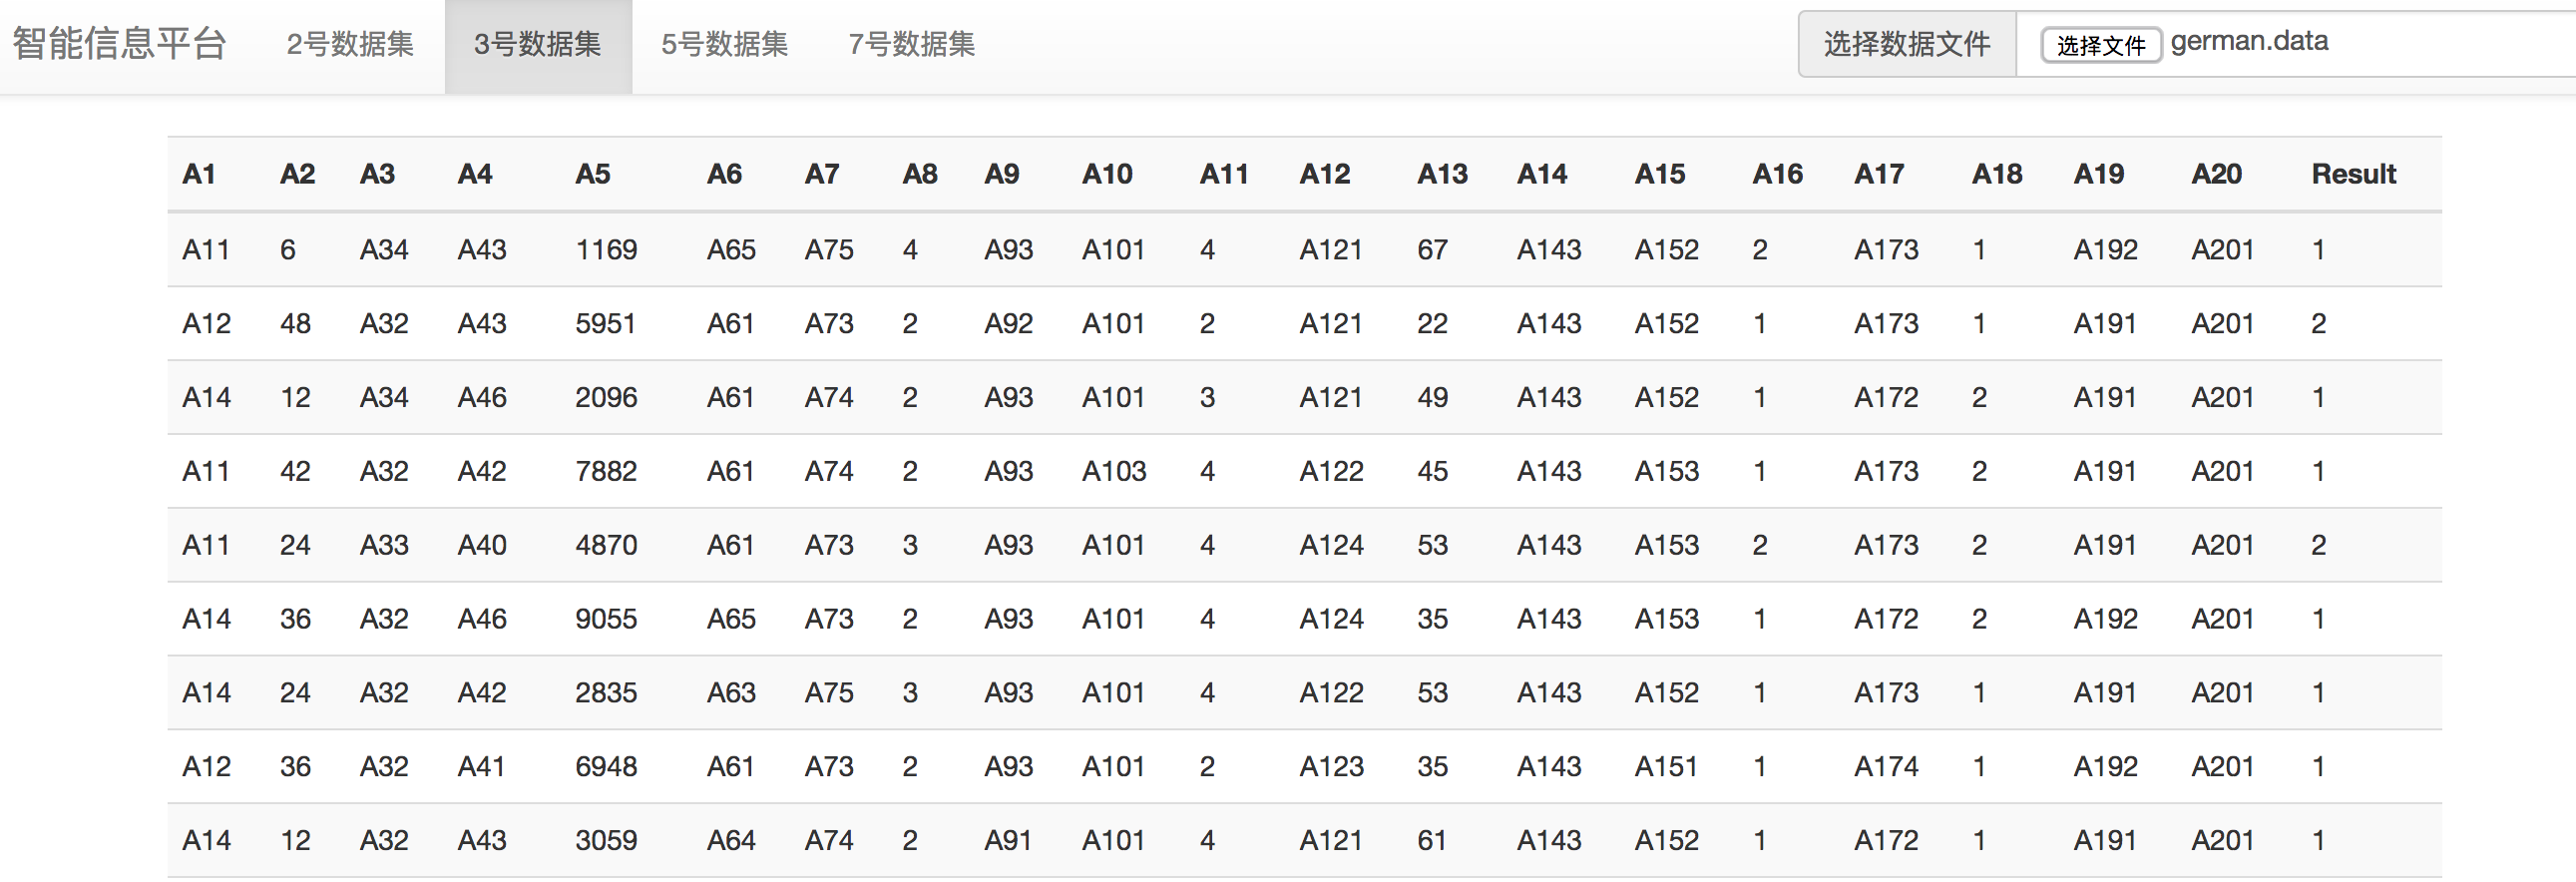 智能信息平台 2号数据集 3号数据集 5号数据集 7号数据集 选择数据文件 选择文件 german.data
A1 A2 A3 A4 A5 A6 A7 A8 A9 A10 A11 A12 A13 A14 A15 A16 A17 A18 A19 A20 Result
A11 6 A34 A43 1169 A65 A75 4 A93 A101 4 A121 67 A143 A152 2 A173 1 A192 A201 1
A12 48 A32 A43 5951 A61 A73 2 A92 A101 2 A121 22 A143 A152 1 A173 1 A191 A201 2
A14 12 A34 A46 2096 A61 A74 2 A93 A101 3 A121 49 A143 A152 1 A172 2 A191 A201 1
A11 42 A32 A42 7882 A61 A74 2 A93 A103 4 A122 45 A143 A153 1 A173 2 A191 A201 1
A11 24 A33 A40 4870 A61 A73 3 A93 A101 4 A124 53 A143 A153 2 A173 2 A191 A201 2
A14 36 A32 A46 9055 A65 A73 2 A93 A101 4 A124 35 A143 A153 1 A172 2 A192 A201 1
A14 24 A32 A42 2835 A63 A75 3 A93 A101 4 A122 53 A143 A152 1 A173 1 A191 A201 1
A12 36 A32 A41 6948 A61 A73 2 A93 A101 2 A123 35 A143 A151 1 A174 1 A192 A201 1
A14 12 A32 A43 3059 A64 A74 2 A91 A101 4 A121 61 A143 A152 1 A172 1 A191 A201 1